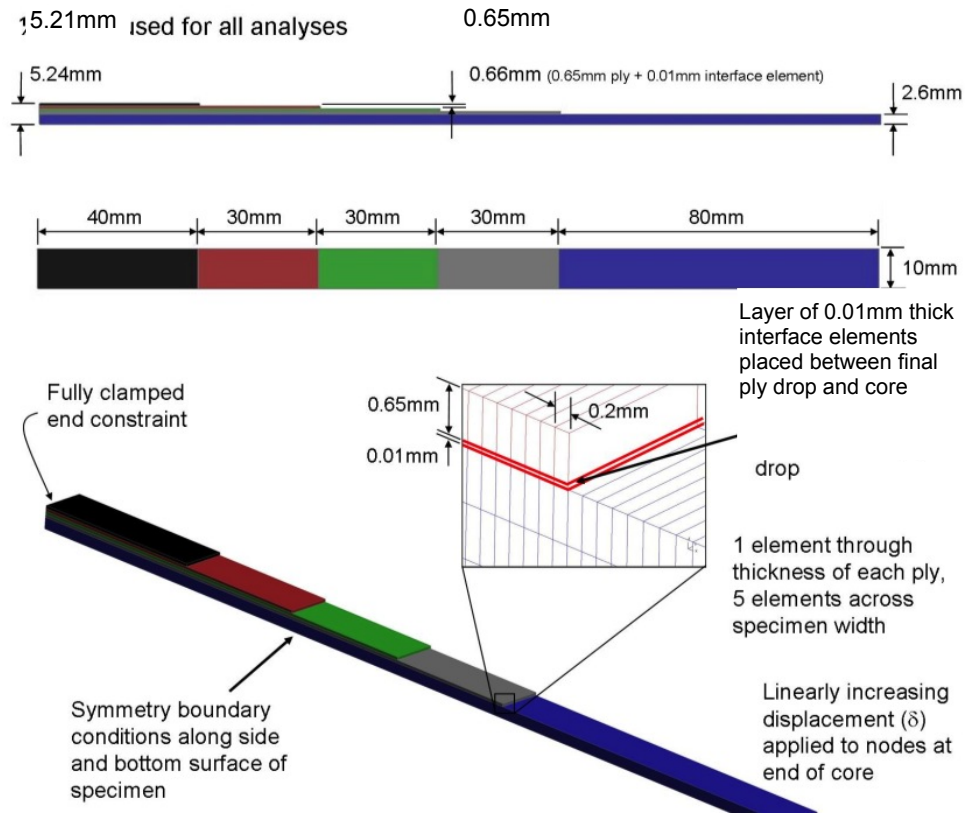 5.21mm used for all analyses
0.65mm
5.24mm
0.66mm (0.65mm ply + 0.01mm interface element)
2.6mm
40mm
30mm
30mm
30mm
80mm
10mm
Layer of 0.01mm thick
interface elements
placed between final
ply drop and core
Fully clamped
end constraint
0.65mm
0.2mm
0.01mm
drop
1 element through
thickness of each ply,
5 elements across
specimen width
Symmetry boundary
conditions along side
and bottom surface of
specimen
Linearly increasing
displacement (δ)
applied to nodes at
end of core